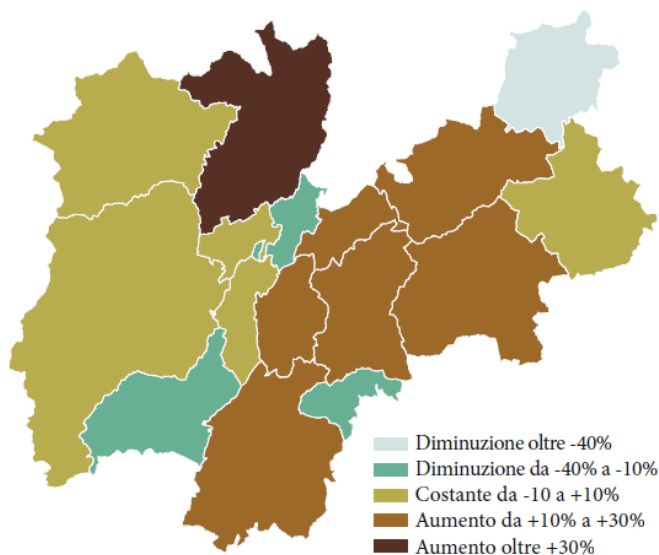 Diminuzione oltre -40%
Diminuzione da -40% a -10%
Costante da -10 a +10%
Aumento da +10% a +30%
Aumento oltre +30%